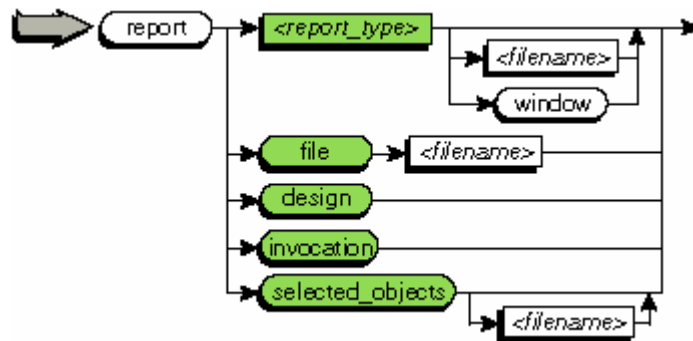 report <report_type>
<filename>
window
file <filename>
design
invocation
selected_objects
<filename>